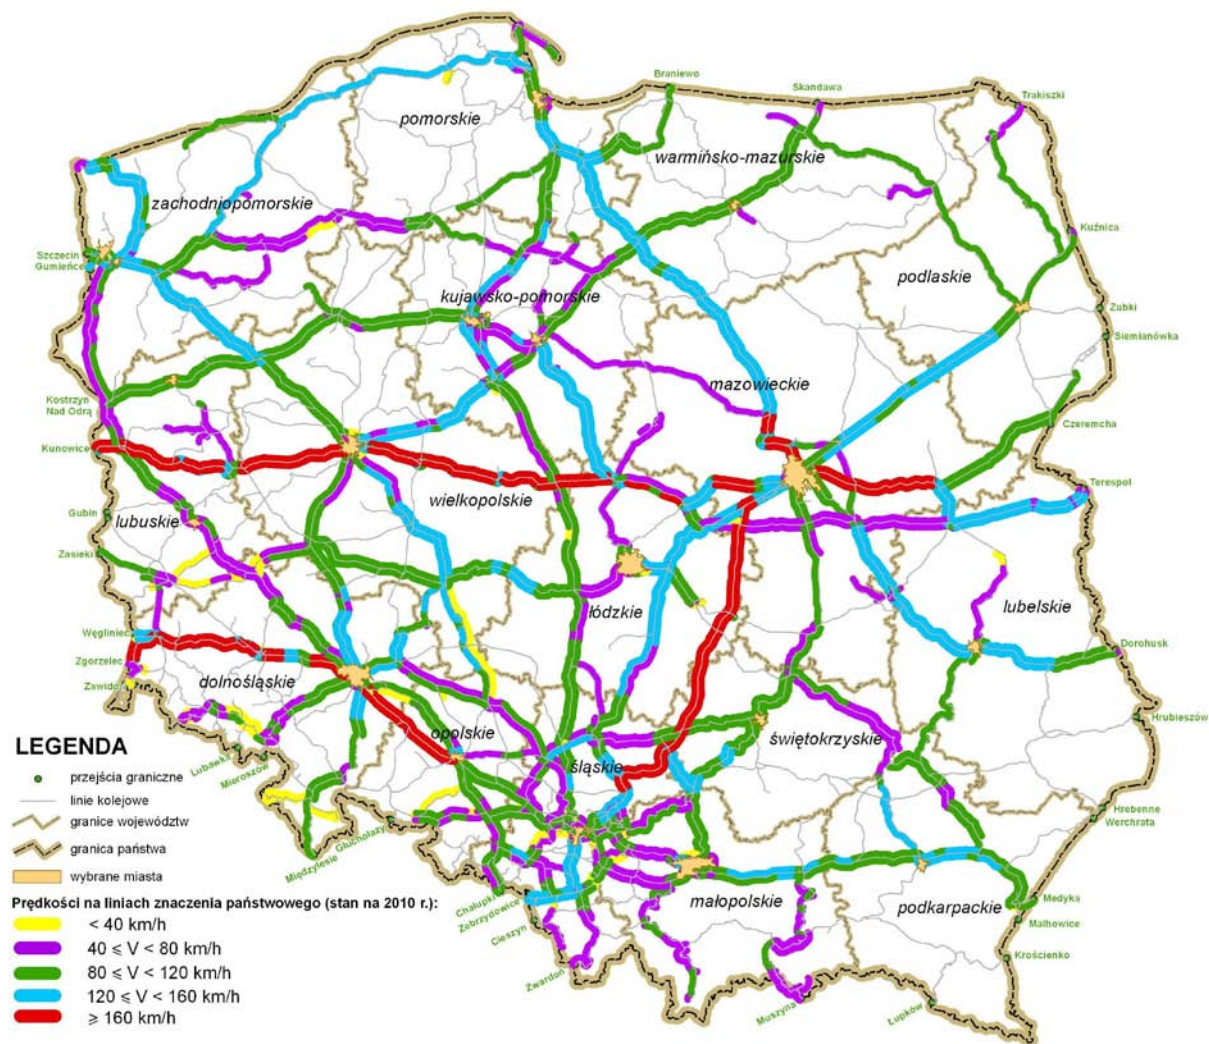 Braniewo
Skandawa
Trakiszki
pomorskie
warmińsko-mazurskie
zachodniopomorskie
Kuźnica
Szczecin
Gumieńce
podlaskie
kujawsko-pomorskie
Zubki
Siemianówka
mazowieckie
Kostrzyn
Nad Odrą
Czeremcha
Kunowice
Terespol
wielkopolskie
Gubin
lubuskie
Zasieki
łódzkie
lubelskie
Węgliniec
Dorohusk
Zgorzelec
Zawidów
dolnośląskie
Hrubieszów
opolskie
świętokrzyskie
LEGENDA
Lubawka
Mieroszów
śląskie
przejścia graniczne
linie kolejowe
Hrebenne
Werchrata
granice województw
granica państwa
Międzylesie
Głuchołazy
wybrane miasta
Chałupki
Zebrzydowice
Cieszyn
małopolskie
podkarpackie
Medyka
Malhowice
Prędkości na liniach znaczenia państwowego (stan na 2010 r.):
< 40 km/h
40 ≤ V < 80 km/h
Krościenko
80 ≤ V < 120 km/h
Zwardoń
120 ≤ V < 160 km/h
Muszyna
Łupków
≥ 160 km/h